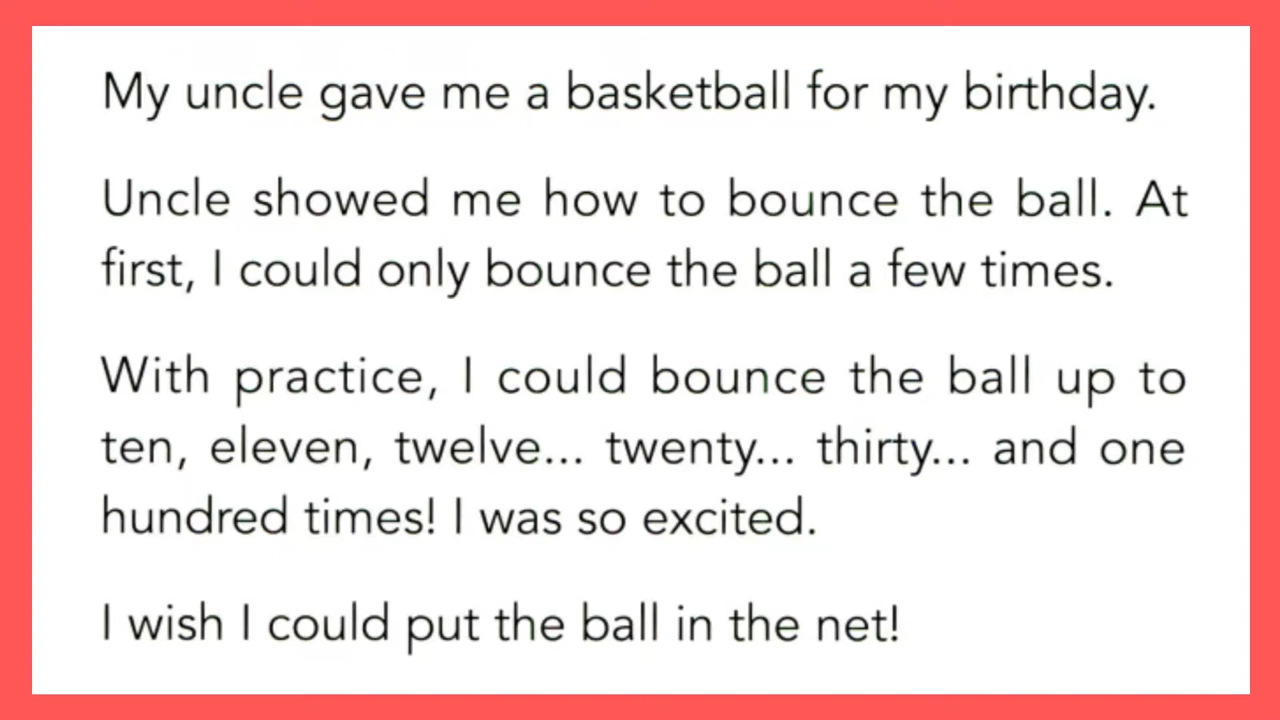 My uncle gave me a basketball for my birthday.
Uncle showed me how to bounce the ball. At
first, I could only bounce the ball a few times.
With practice, I could bounce the ball up to
ten, eleven, twelve... twenty... thirty... and one
hundred times! I was so excited.
I wish I could put the ball in the net!